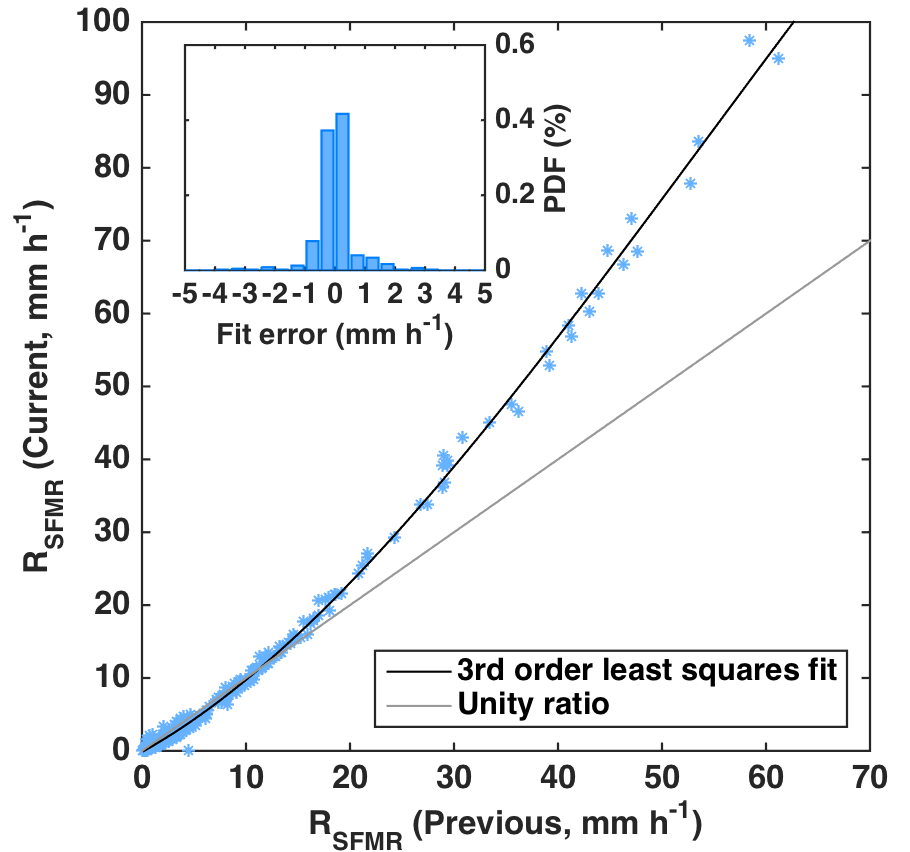 100
90
80
70
60
50
40
30
20
10
0
R_SFMR (Current, mm h⁻¹)
0.6
0.4
0.2
0
PDF (%)
-5 -4 -3 -2 -1 0 1 2 3 4 5
Fit error (mm h⁻¹)
3rd order least squares fit
Unity ratio
0 10 20 30 40 50 60 70
R_SFMR (Previous, mm h⁻¹)